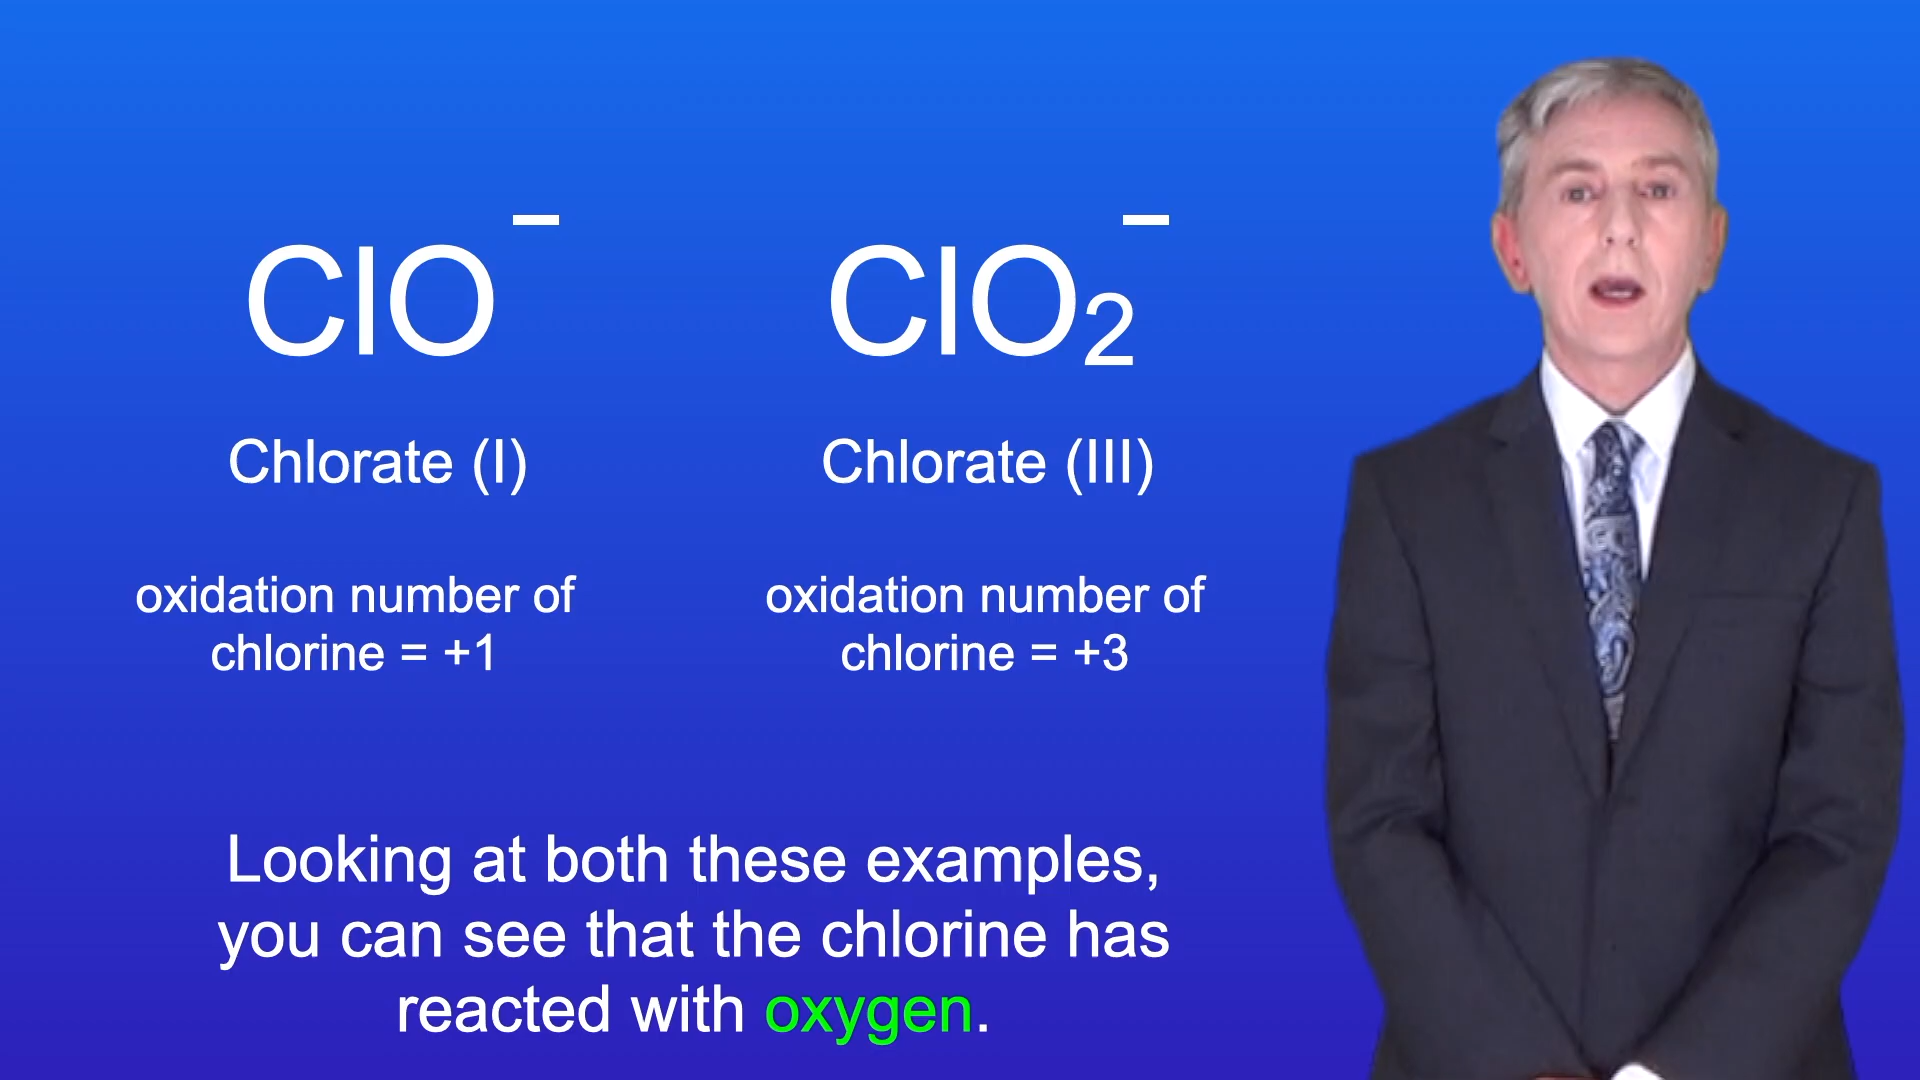 ClO⁻
ClO₂⁻
Chlorate (I)
Chlorate (III)
oxidation number of
chlorine = +1
oxidation number of
chlorine = +3
Looking at both these examples,
you can see that the chlorine has
reacted with oxygen.